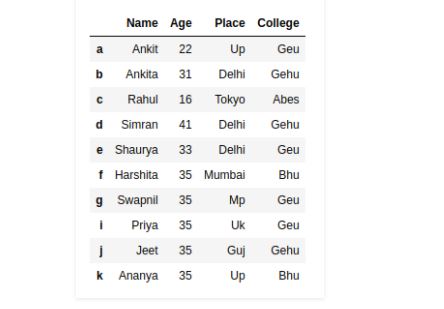 Name Age Place College
a Ankit 22 Up Geu
b Ankita 31 Delhi Gehu
c Rahul 16 Tokyo Abes
d Simran 41 Delhi Gehu
e Shaurya 33 Delhi Geu
f Harshita 35 Mumbai Bhu
g Swapnil 35 Mp Geu
i Priya 35 Uk Geu
j Jeet 35 Guj Gehu
k Ananya 35 Up Bhu